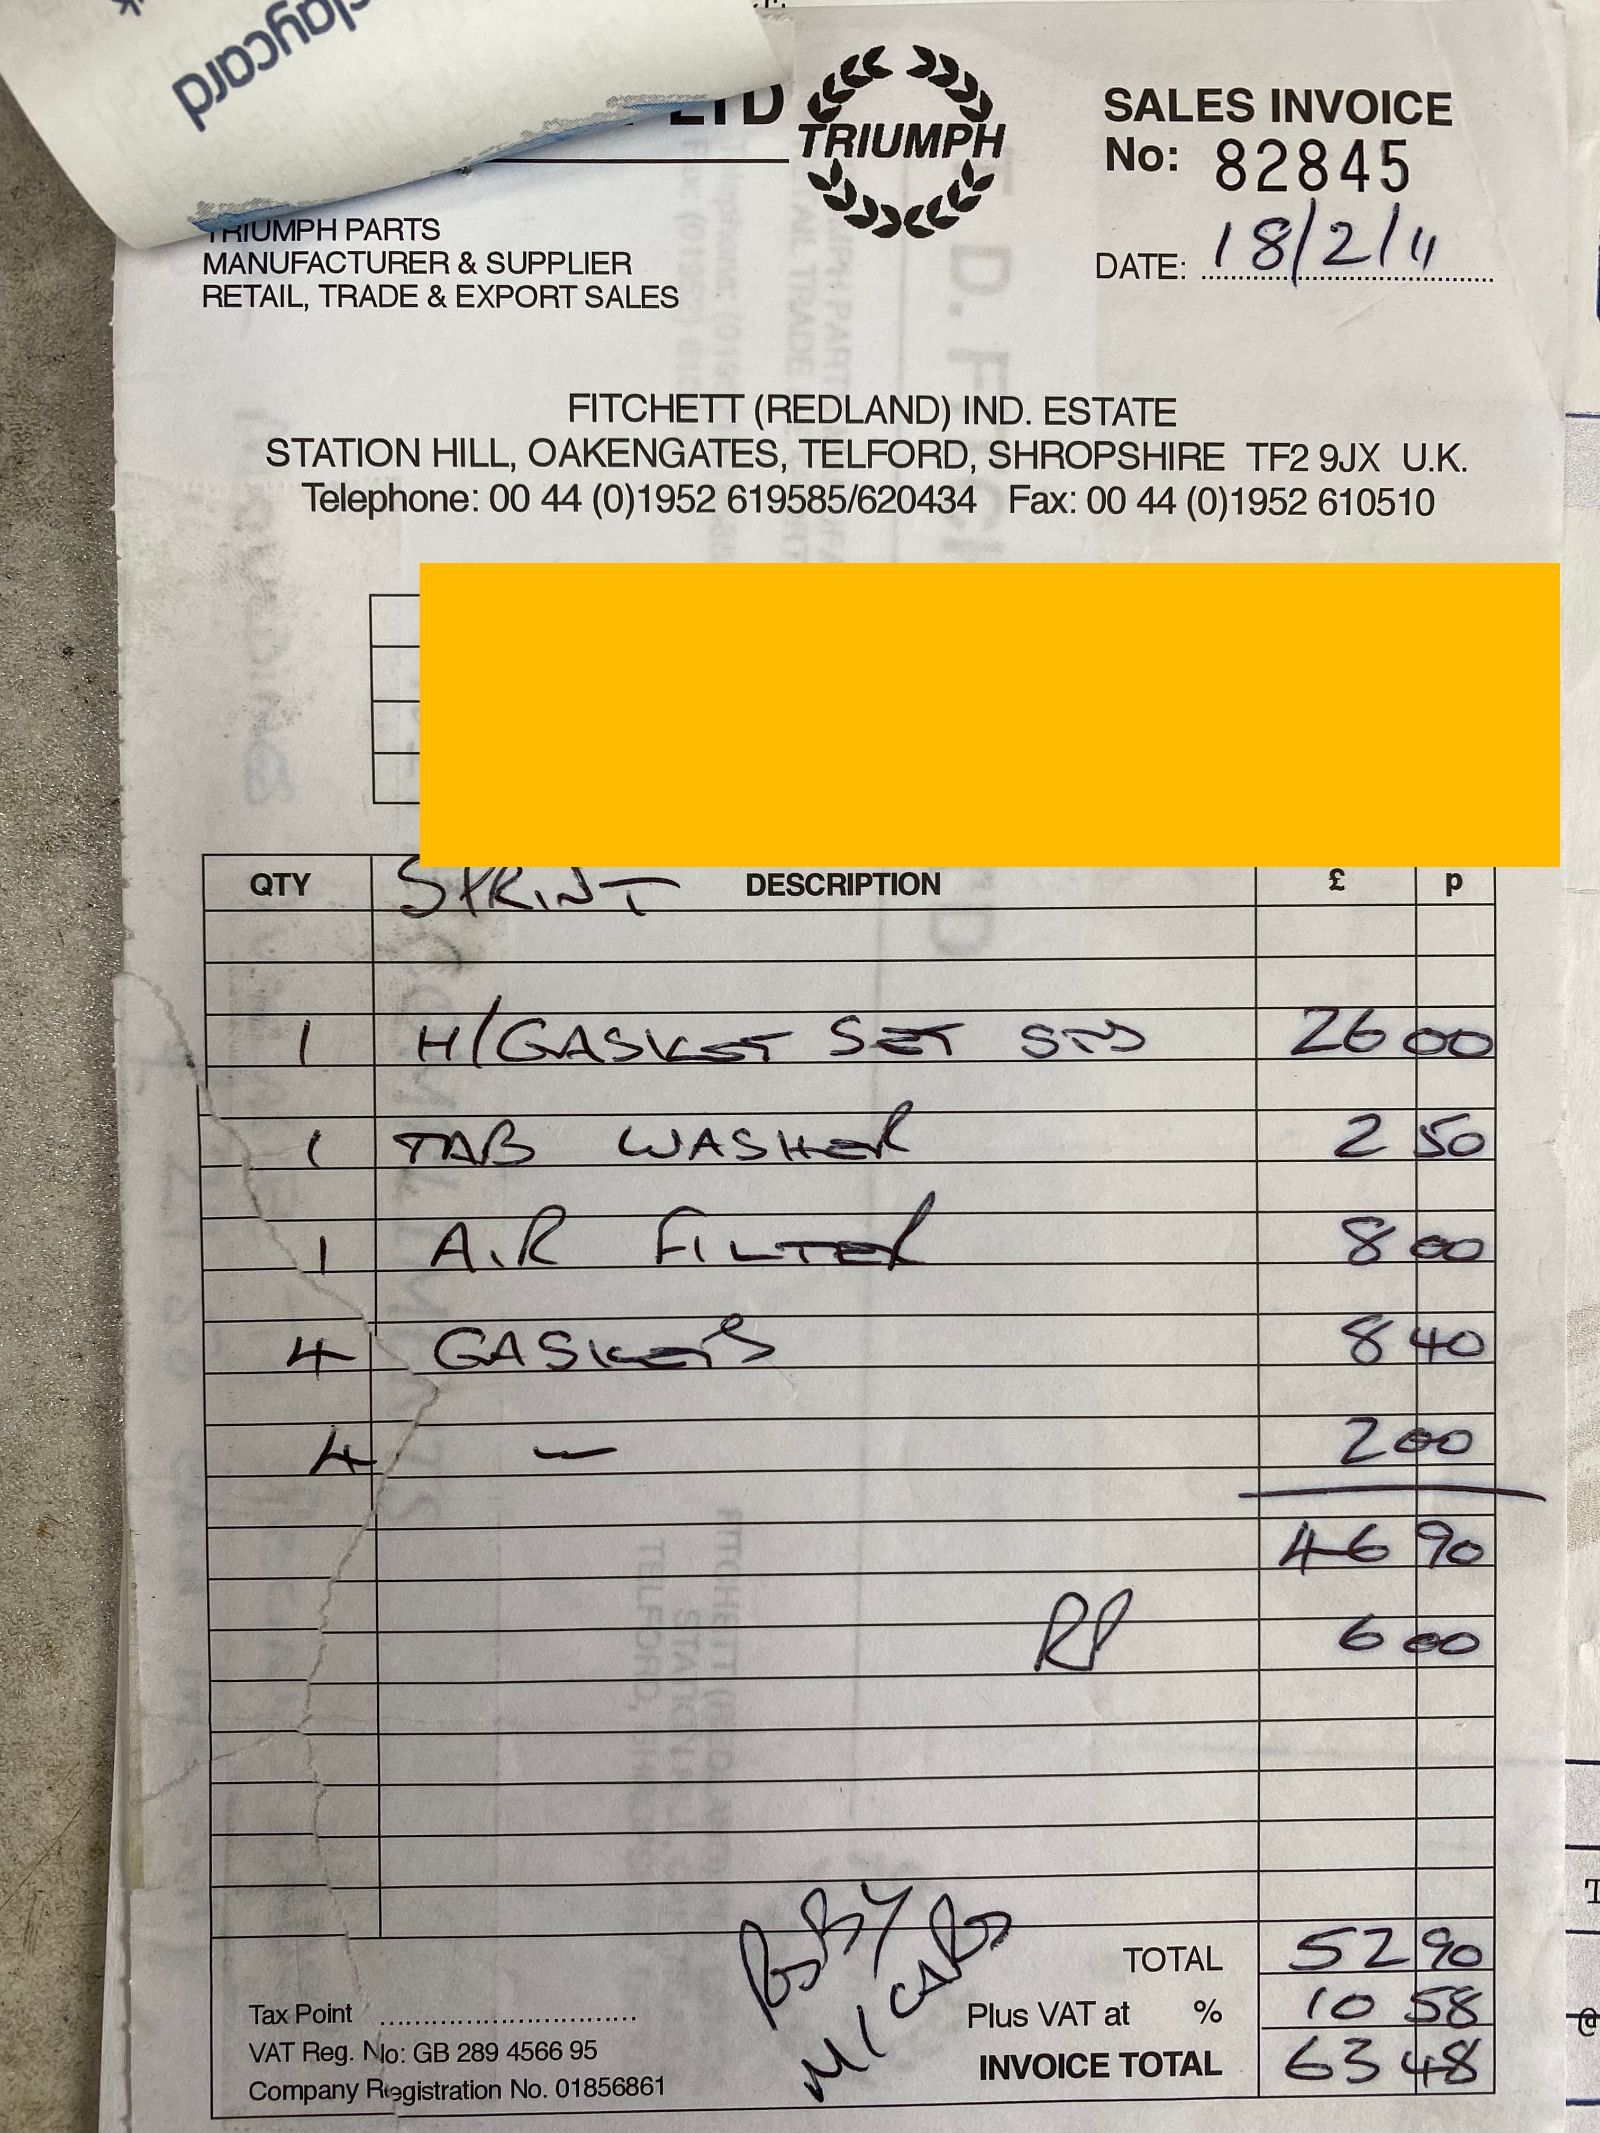 LTD
TRIUMPH
SALES INVOICE
No: 82845
DATE: 18/2/11
TRIUMPH PARTS
MANUFACTURER & SUPPLIER
RETAIL, TRADE & EXPORT SALES
FITCHETT (REDLAND) IND. ESTATE
STATION HILL, OAKENGATES, TELFORD, SHROPSHIRE TF2 9JX U.K.
Telephone: 00 44 (0)1952 619585/620434 Fax: 00 44 (0)1952 610510
QTY SPRINT DESCRIPTION £ p
1 H/GASKET SET STD 26 00
1 TAB WASHER 2 50
1 AIR FILTER 8 00
4 GASKETS 8 40
4 — 2 00
46 90
RP 6 00
POST BY
M/CARD
TOTAL 52 90
Tax Point
Plus VAT at % 10 58
VAT Reg. No: GB 289 4566 95
INVOICE TOTAL 63 48
Company Registration No. 01856861